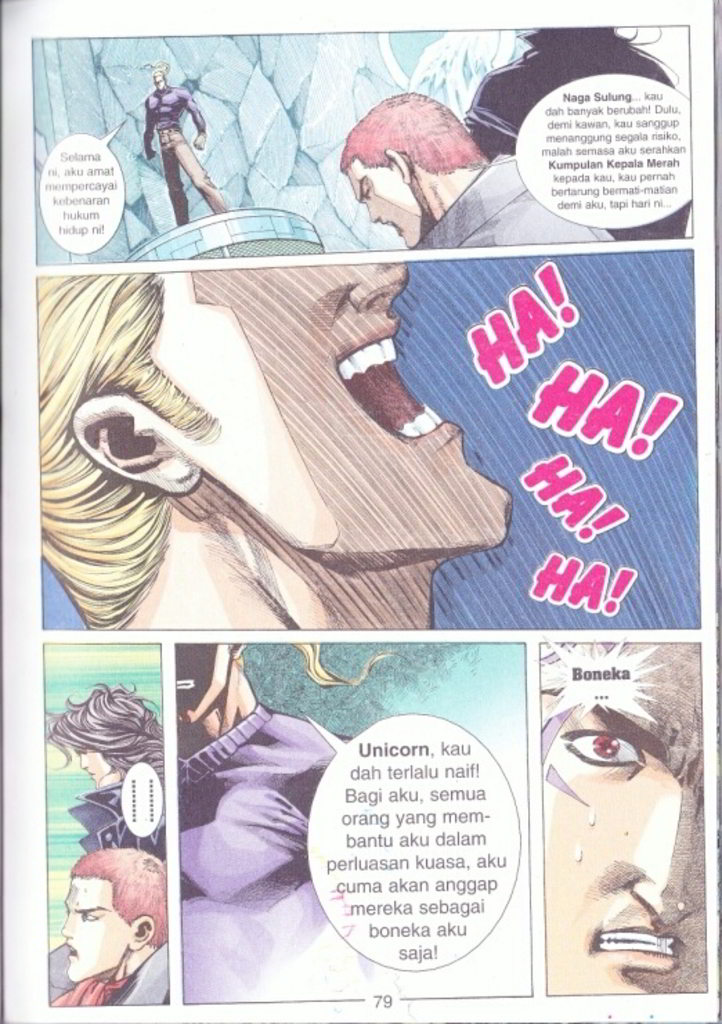 Selama
ni, aku amat
mempercayai
kebenaran
hukum
hidup ni!
Naga Sulung... kau
dah banyak berubah! Dulu,
demi kawan, kau sanggup
menanggung segala risiko,
malah semasa aku serahkan
Kumpulan Kepala Merah
kepada kau, kau pernah
bertarung bermati-matian
demi aku, tapi hari ni...
HA!
HA!
HA!
HA!
Unicorn, kau
dah terlalu naif!
Bagi aku, semua
orang yang mem-
bantu aku dalam
perluasan kuasa, aku
cuma akan anggap
mereka sebagai
boneka aku
saja!
Boneka
...
79